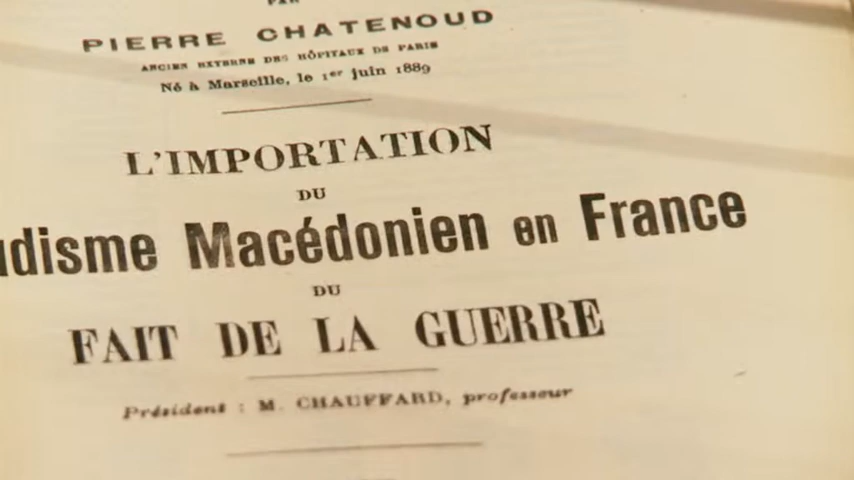 PAR
PIERRE CHATENOUD
ANCIEN EXTERNE DES HÔPITAUX DE PARIS
Né à Marseille, le 1er juin 1889
L'IMPORTATION
DU
udisme Macédonien en France
DU
FAIT DE LA GUERRE
Président : M. CHAUFFARD, professeur